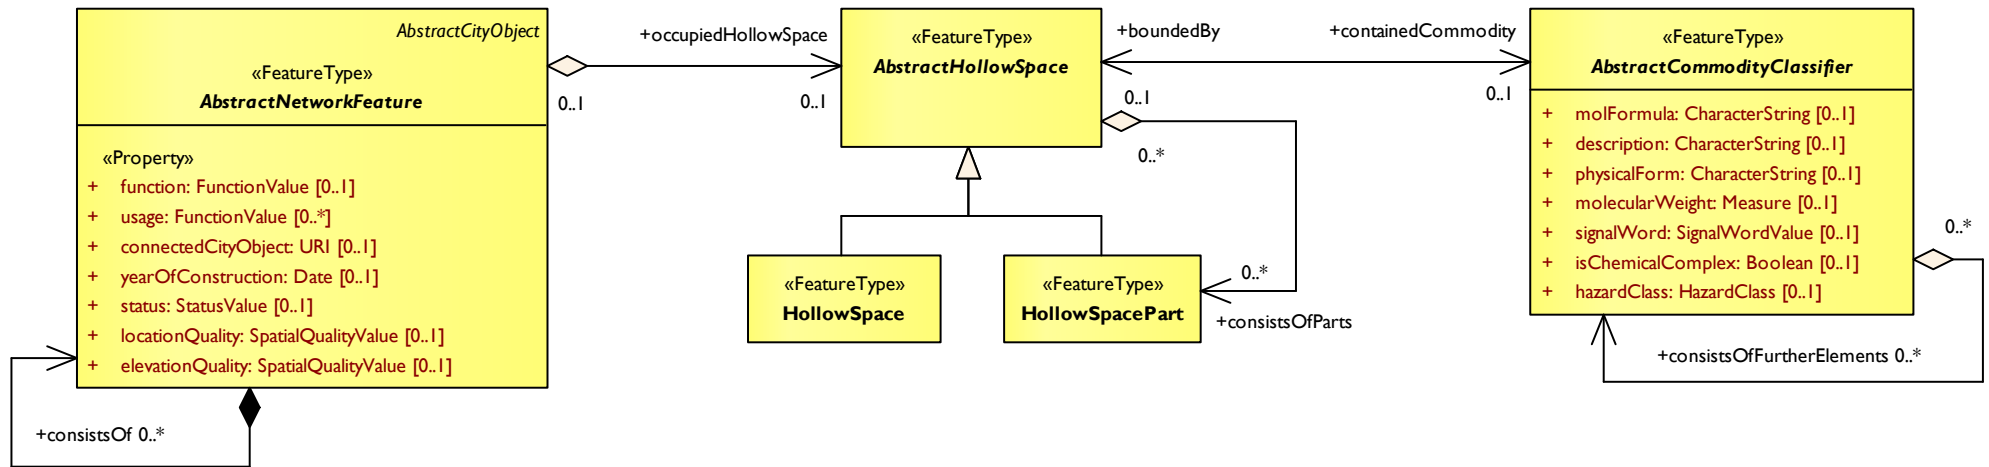 AbstractCityObject
«FeatureType»
AbstractNetworkFeature
«Property»
+ function: FunctionValue [0..1]
+ usage: FunctionValue [0..*]
+ connectedCityObject: URI [0..1]
+ yearOfConstruction: Date [0..1]
+ status: StatusValue [0..1]
+ locationQuality: SpatialQualityValue [0..1]
+ elevationQuality: SpatialQualityValue [0..1]
+consistsOf 0..*
+occupiedHollowSpace
0..1
0..1
«FeatureType»
AbstractHollowSpace
+boundedBy
0..1
+containedCommodity
0..1
0..*
0..*
+consistsOfParts
«FeatureType»
HollowSpace
«FeatureType»
HollowSpacePart
«FeatureType»
AbstractCommodityClassifier
+ molFormula: CharacterString [0..1]
+ description: CharacterString [0..1]
+ physicalForm: CharacterString [0..1]
+ molecularWeight: Measure [0..1]
+ signalWord: SignalWordValue [0..1]
+ isChemicalComplex: Boolean [0..1]
+ hazardClass: HazardClass [0..1]
0..*
+consistsOfFurtherElements 0..*